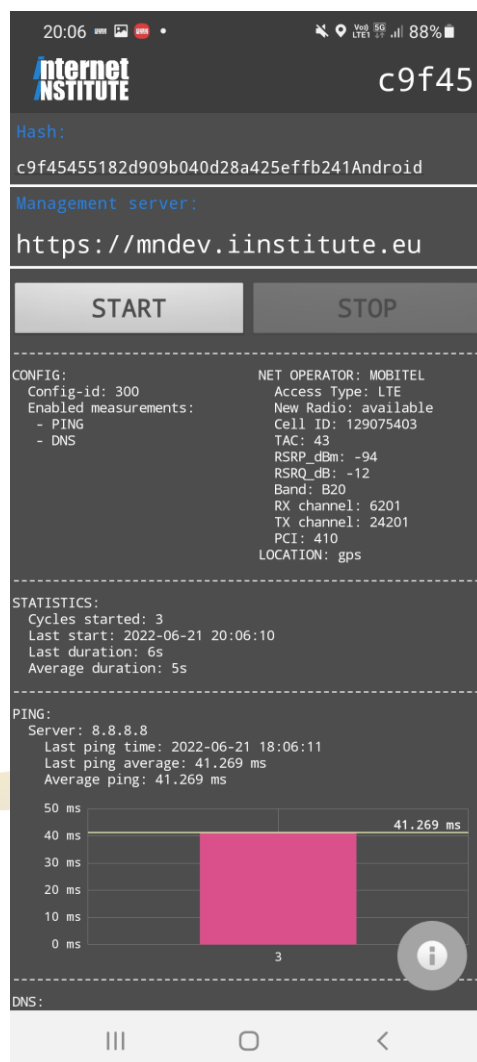 20:06 88%
Internet
INSTITUTE
c9f45
Hash:
c9f45455182d909b040d28a425effb241Android
Management server:
https://mndev.iinstitute.eu
START STOP
CONFIG:
Config-id: 300
Enabled measurements:
- PING
- DNS
NET OPERATOR: MOBITEL
Access Type: LTE
New Radio: available
Cell ID: 129075403
TAC: 43
RSRP_dBm: -94
RSRQ_dB: -12
Band: B20
RX channel: 6201
TX channel: 24201
PCI: 410
LOCATION: gps
STATISTICS:
Cycles started: 3
Last start: 2022-06-21 20:06:10
Last duration: 6s
Average duration: 5s
PING:
Server: 8.8.8.8
Last ping time: 2022-06-21 18:06:11
Last ping average: 41.269 ms
Average ping: 41.269 ms
50 ms
41.269 ms
40 ms
30 ms
20 ms
10 ms
0 ms
3
DNS: